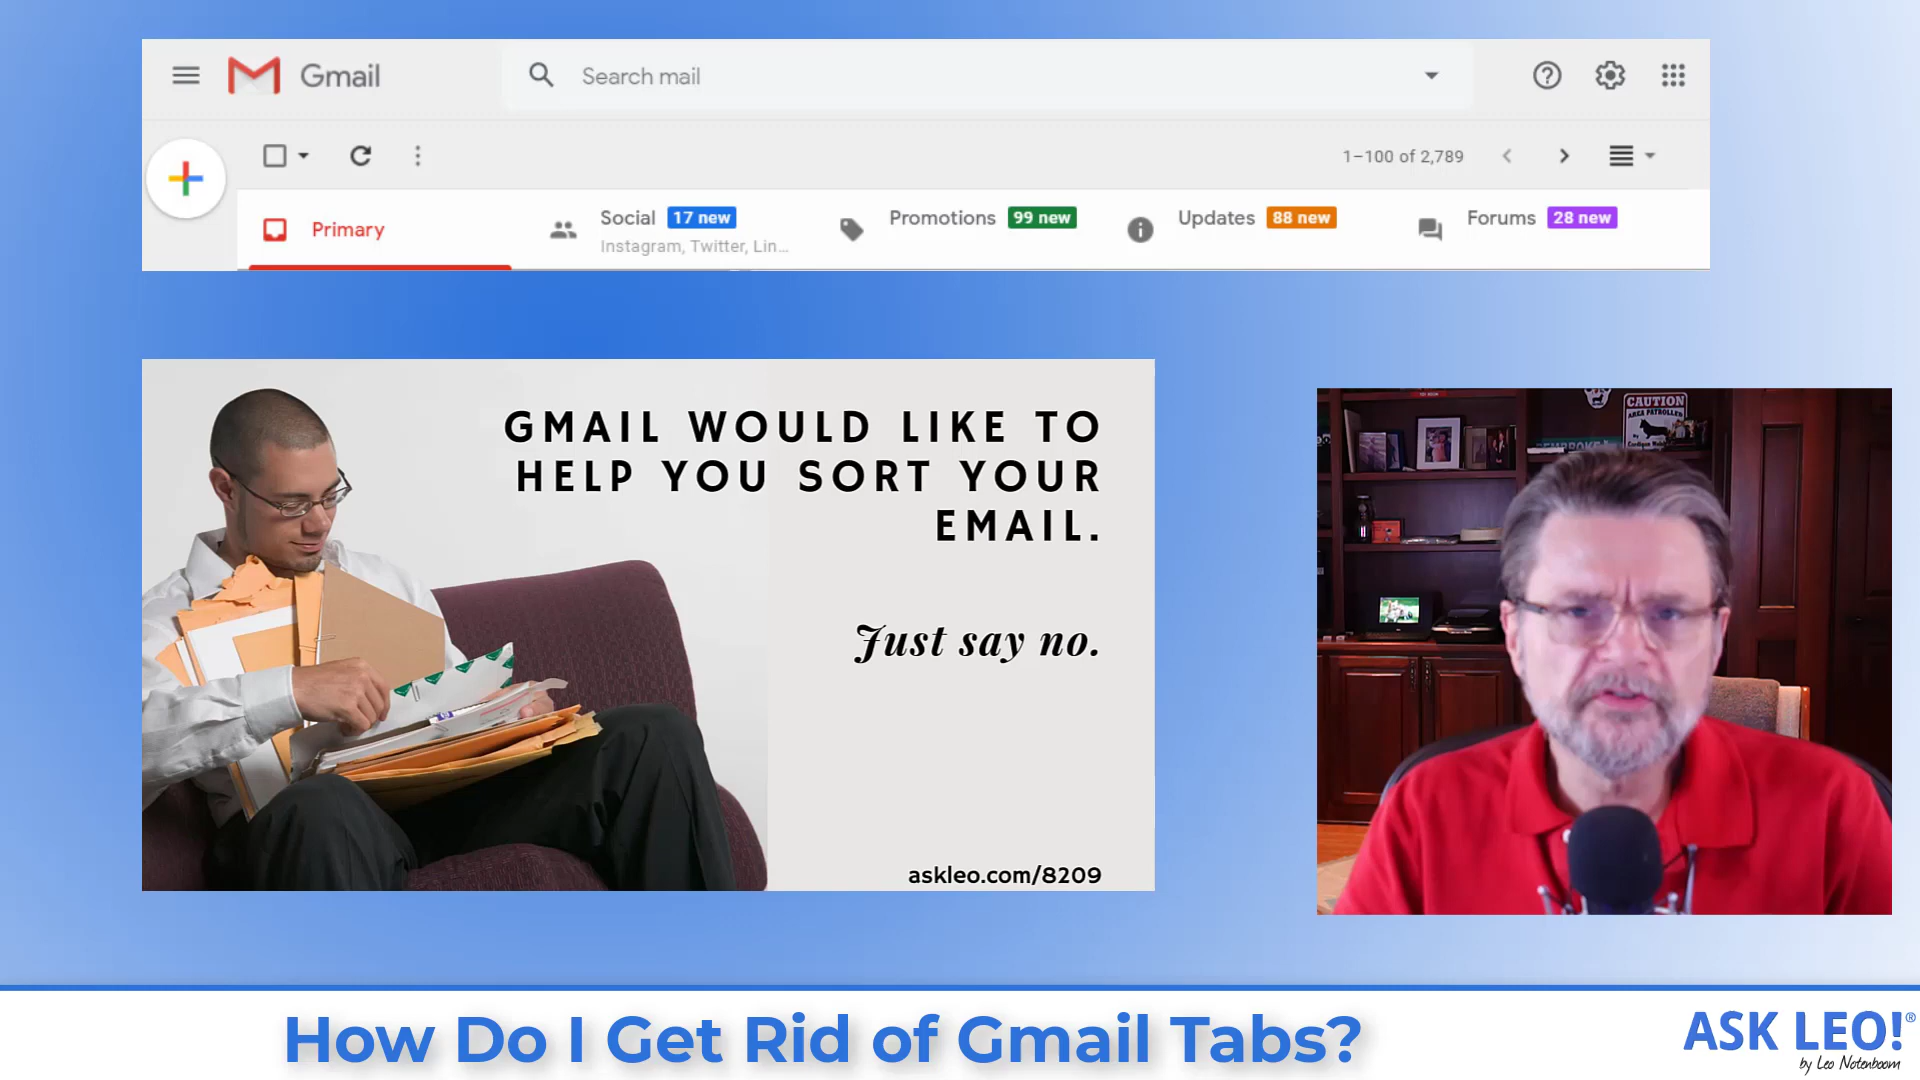 Gmail
Search mail
1–100 of 2,789
Primary
Social 17 new
Instagram, Twitter, Lin...
Promotions 99 new
Updates 88 new
Forums 28 new
GMAIL WOULD LIKE TO
HELP YOU SORT YOUR
EMAIL.
Just say no.
askleo.com/8209
CAUTION
AREA PATROLLED
How Do I Get Rid of Gmail Tabs?
ASK LEO!®
by Leo Notenboom